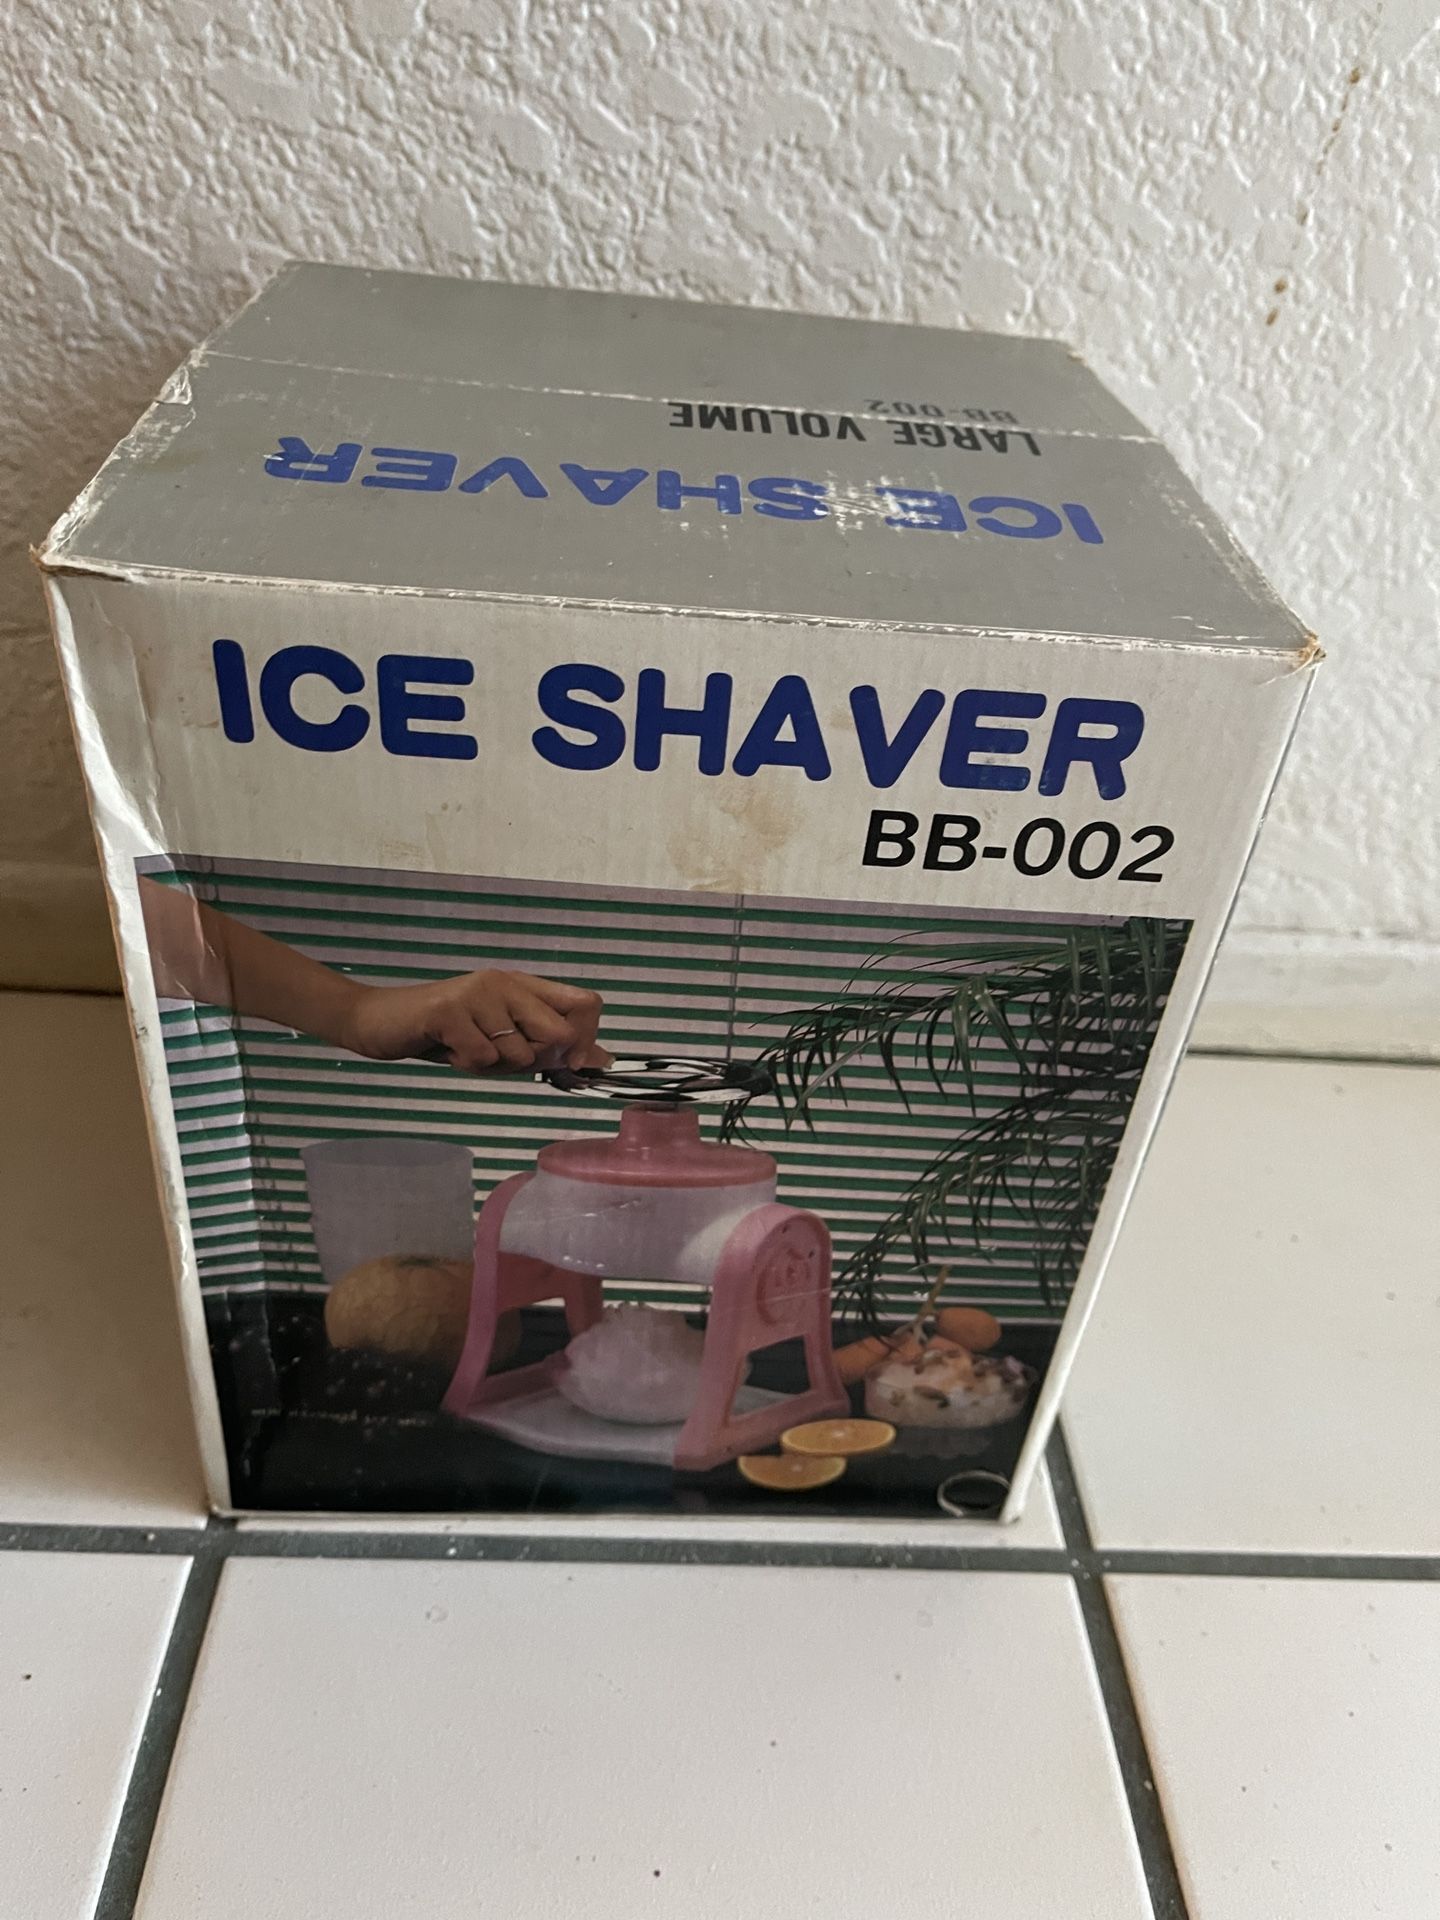 BB-002
LARGE VOLUME
ICE SHAVER
ICE SHAVER
BB-002